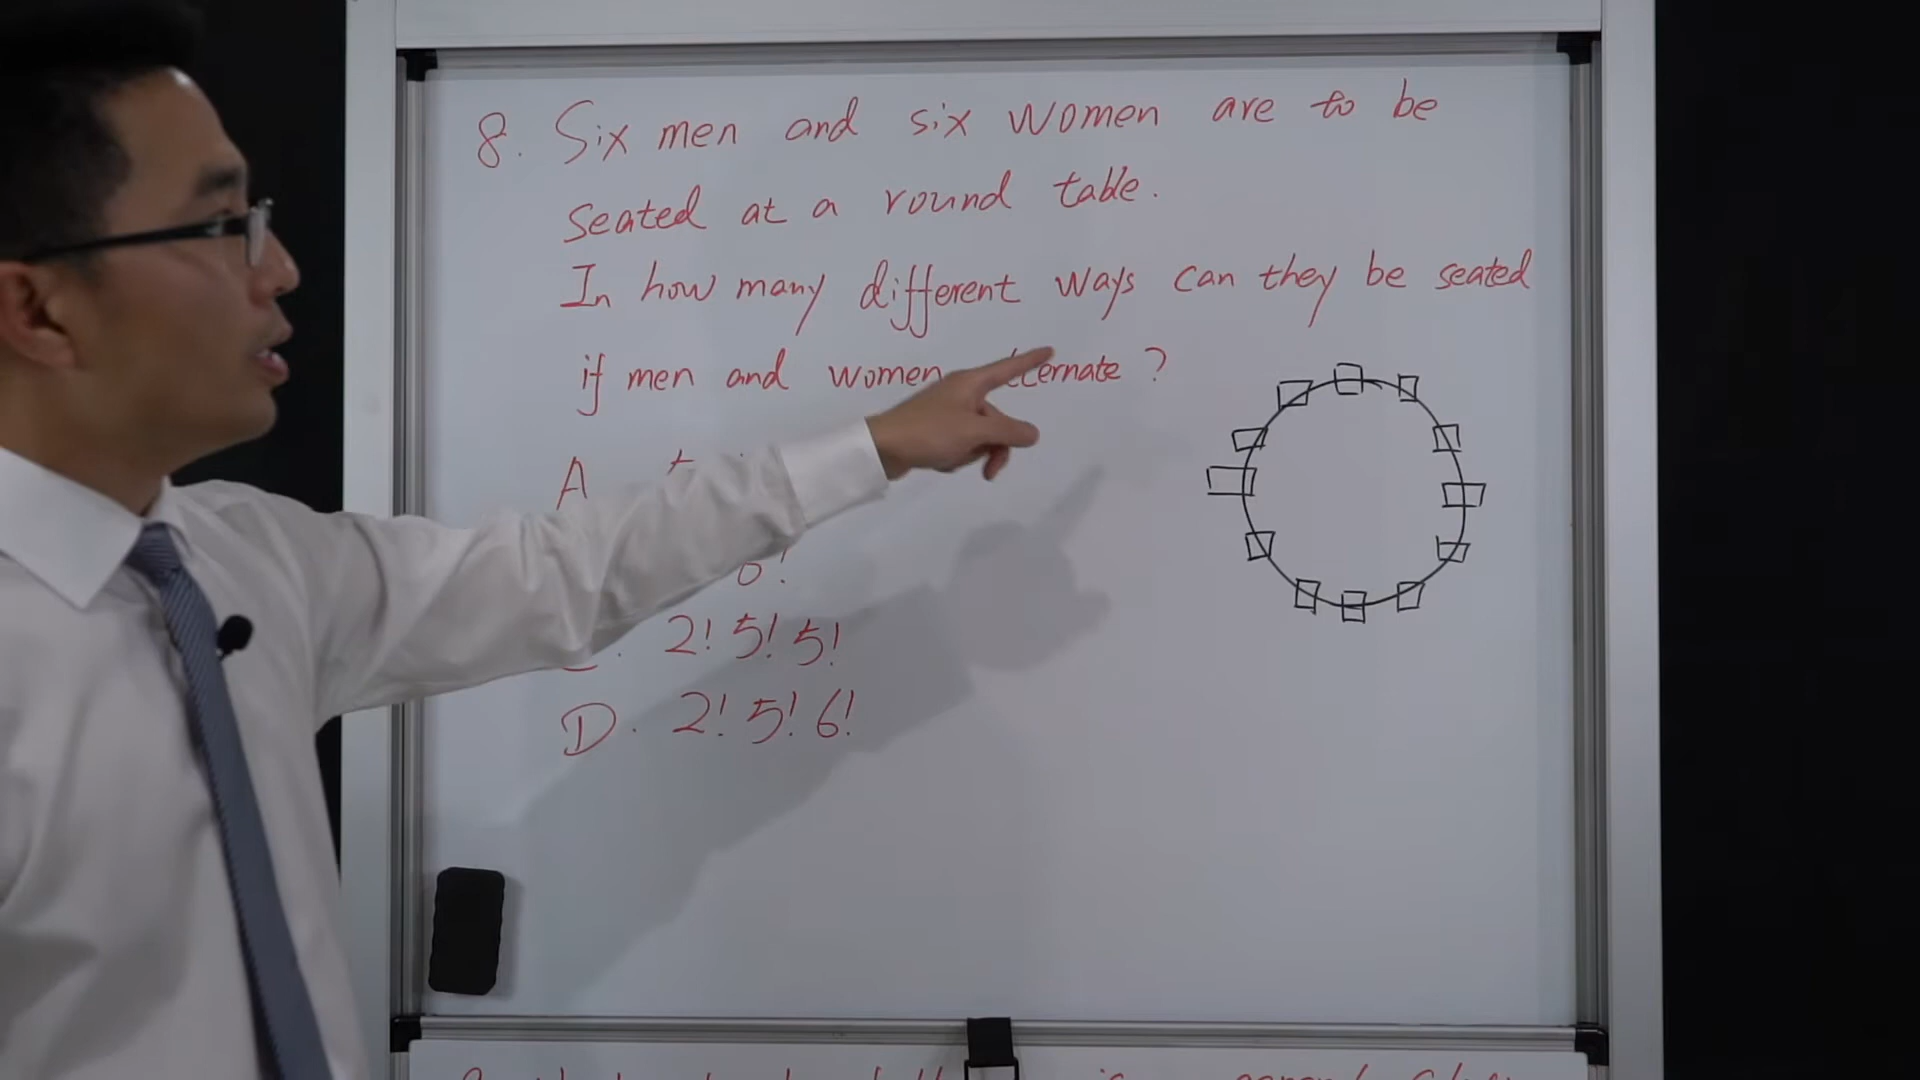 8. Six men and six women are to be
seated at a round table.
In how many different ways can they be seated
if men and women ?
A
6!
2! 5! 5!
D. 2! 5! 6!